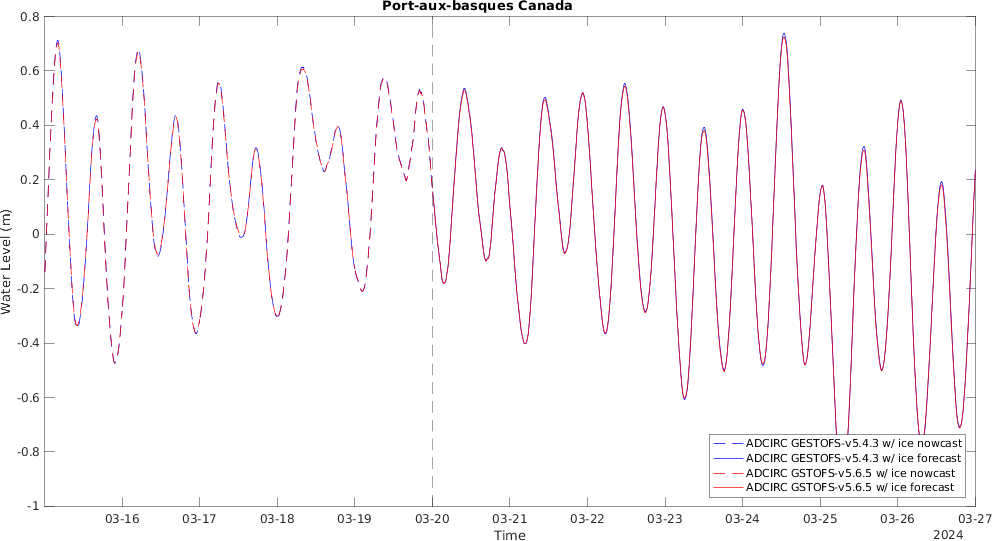 Port-aux-basques Canada
0.8
0.6
0.4
0.2
0
-0.2
-0.4
-0.6
-0.8
-1
Water Level (m)
ADCIRC GESTOFS-v5.4.3 w/ ice nowcast
ADCIRC GESTOFS-v5.4.3 w/ ice forecast
ADCIRC GSTOFS-v5.6.5 w/ ice nowcast
ADCIRC GSTOFS-v5.6.5 w/ ice forecast
03-16 03-17 03-18 03-19 03-20 03-21 03-22 03-23 03-24 03-25 03-26 03-27
Time
2024